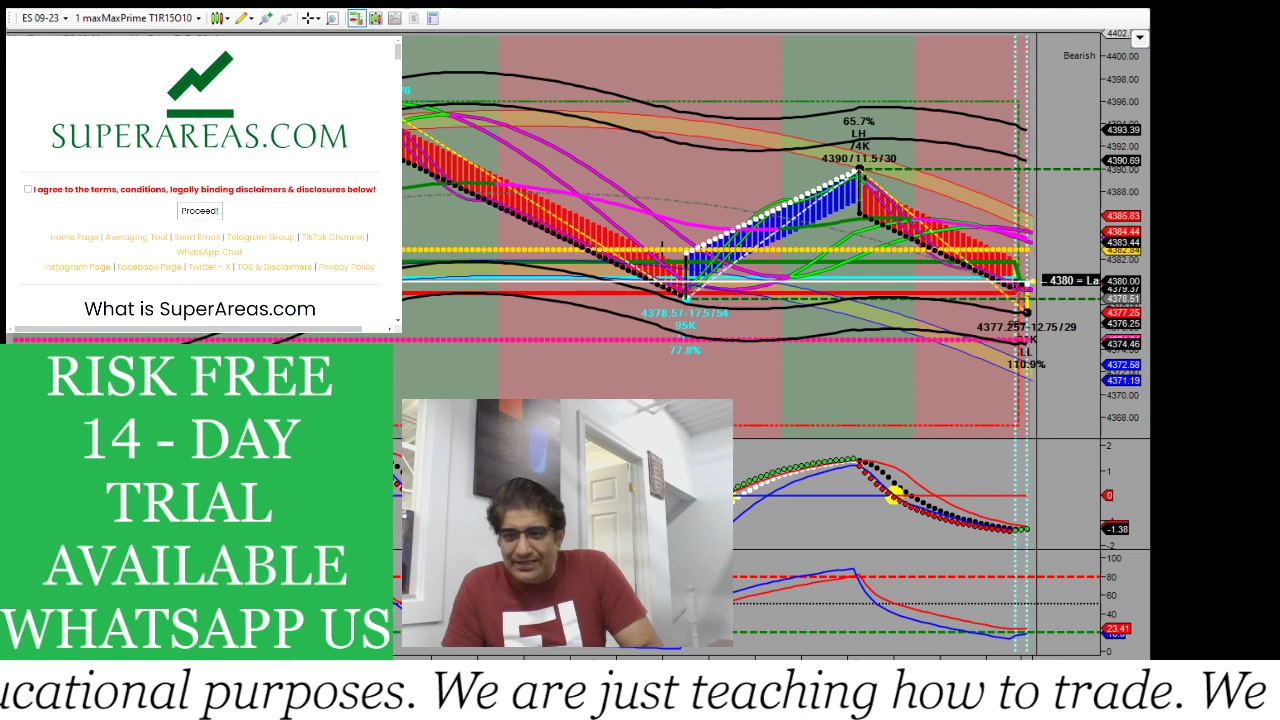 ES 09-23
1 maxMaxPrime T1R15O10
SUPERAREAS.COM
I agree to the terms, conditions, legally binding disclaimers & disclosures below!
Proceed!
Home Page | Averaging Tool | Send Email | Telegram Group | TikTok Channel |
WhatsApp Chat
Instagram Page | Facebook Page | Twitter - X | TOS & Disclaimers | Privacy Policy
What is SuperAreas.com
RISK FREE
14 - DAY
TRIAL
AVAILABLE
WHATSAPP US
65.7%
LH
74K
4390/11.5/30
4378.5/-17.5/54
95K
77.8%
4377.25/-12.75/29
LL
110.9%
Bearish
4380 = La
4402.
4400.00
4398.00
4396.00
4393.39
4392.00
4390.69
4390.00
4388.00
4385.83
4384.44
4383.44
4382.84
4382.00
4380.00
4379.37
4378.51
4377.25
4376.25
4374.46
4372.58
4371.19
4370.00
4368.00
2
1
0
-1.38
-2
100
80
60
40
23.41
0
ucational purposes. We are just teaching how to trade. We